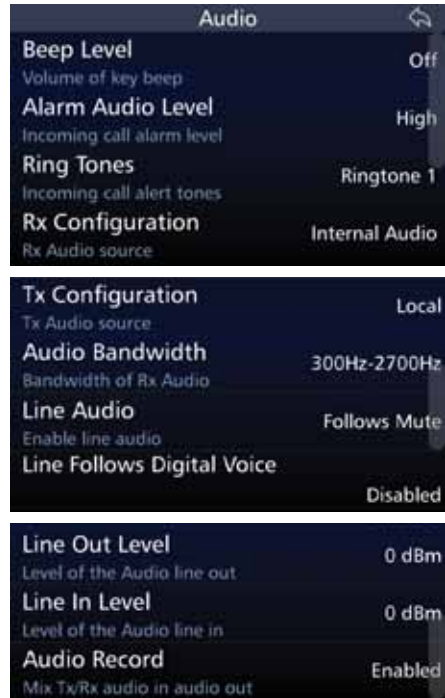 Audio
Beep Level
Off
Volume of key beep
Alarm Audio Level
High
Incoming call alarm level
Ring Tones
Ringtone 1
Incoming call alert tones
Rx Configuration
Internal Audio
Rx Audio source
Tx Configuration
Local
Tx Audio source
Audio Bandwidth
300Hz-2700Hz
Bandwidth of Rx Audio
Line Audio
Follows Mute
Enable line audio
Line Follows Digital Voice
Disabled
Line Out Level
0 dBm
Level of the Audio line out
Line In Level
0 dBm
Level of the Audio line in
Audio Record
Enabled
Mix Tx/Rx audio in audio out